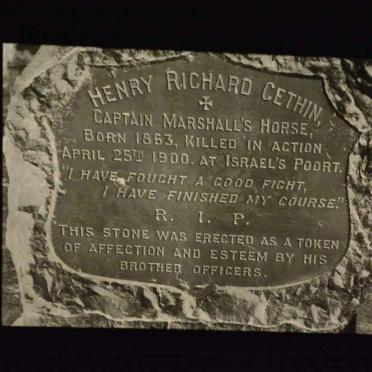 HENRY RICHARD GETHIN,
CAPTAIN MARSHALL'S HORSE,
BORN 1863, KILLED IN ACTION
APRIL 25TH 1900. AT ISRAEL'S POORT.
"I HAVE FOUGHT A GOOD FIGHT,
I HAVE FINISHED MY COURSE."
R. I. P.
THIS STONE WAS ERECTED AS A TOKEN
OF AFFECTION AND ESTEEM BY HIS
BROTHER OFFICERS.